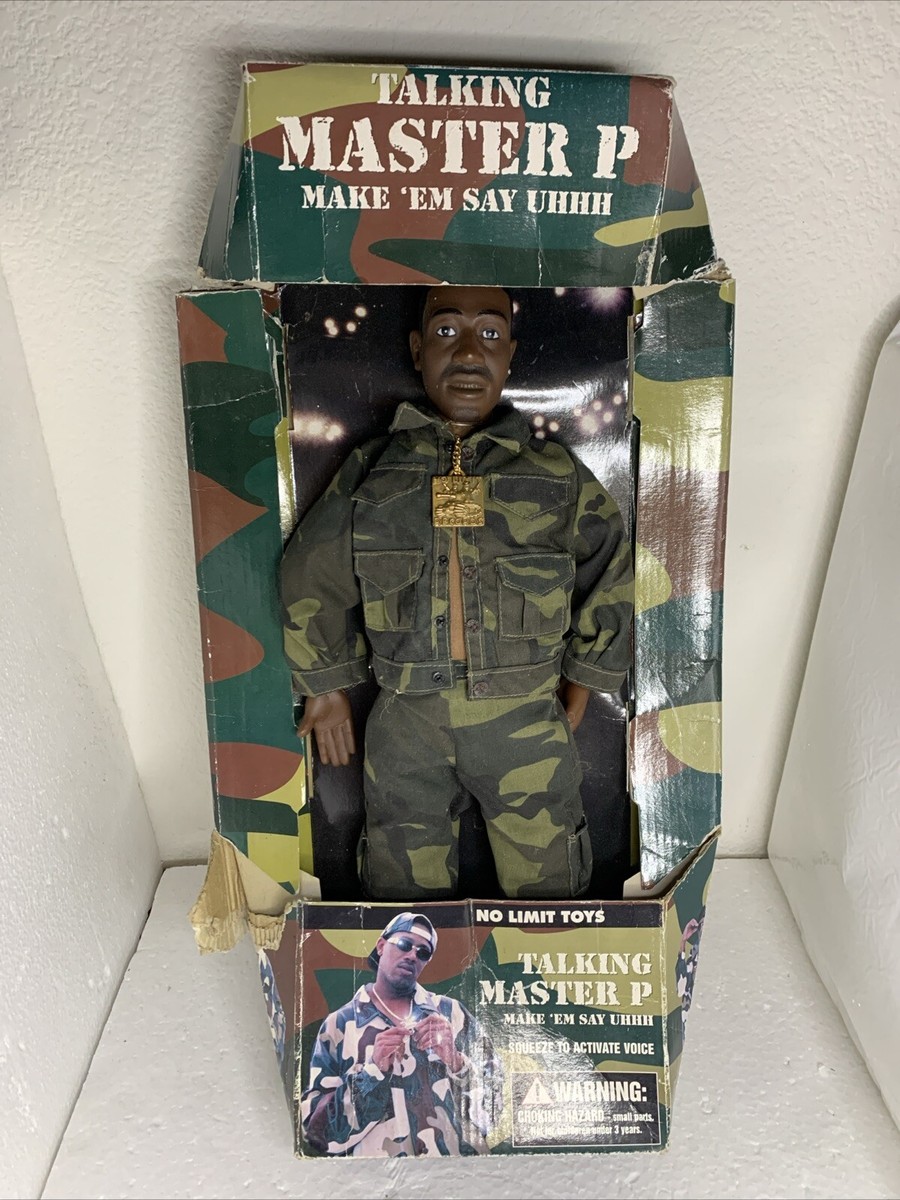 TALKING
MASTER P
MAKE 'EM SAY UHHH
NO LIMIT TOYS
TALKING
MASTER P
MAKE 'EM SAY UHHH
SQUEEZE TO ACTIVATE VOICE
WARNING:
CHOKING HAZARD - small parts.
Not for children under 3 years.